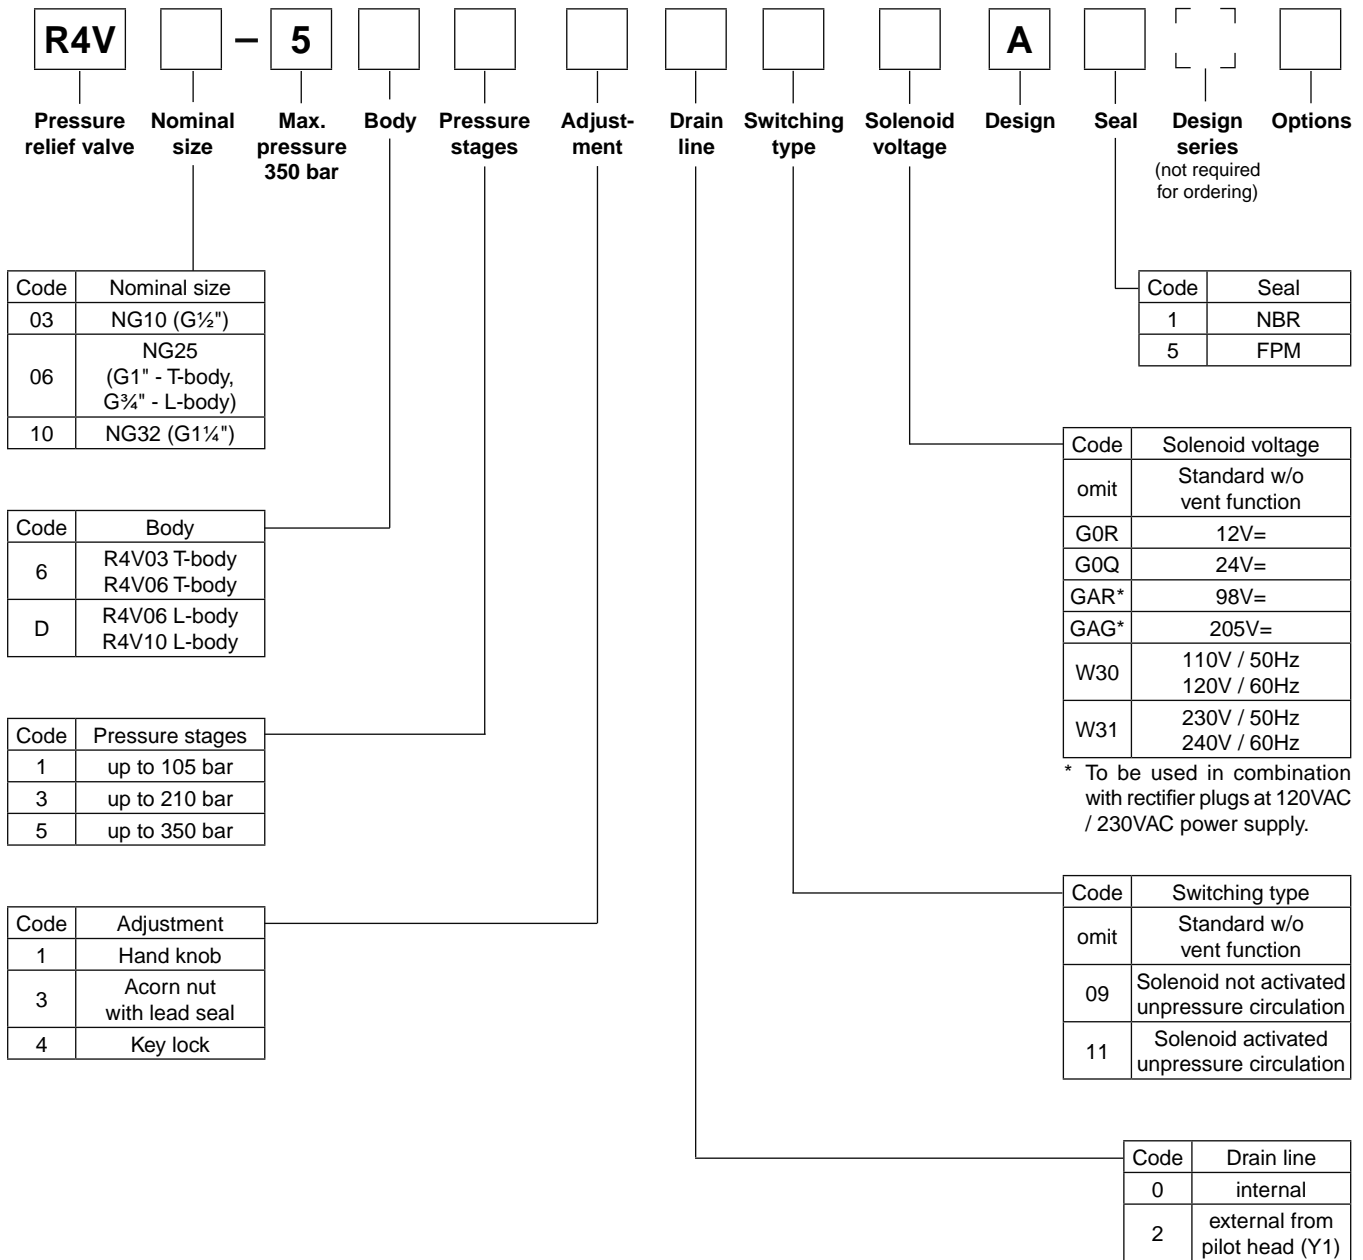 R4V – 5 A
Pressure relief valve
Nominal size
Max. pressure 350 bar
Body
Pressure stages
Adjust- ment
Drain line
Switching type
Solenoid voltage
Design
Seal
Design series (not required for ordering)
Options
Code Nominal size
03 NG10 (G½")
06 NG25 (G1" - T-body, G¾" - L-body)
10 NG32 (G1¼")
Code Seal
1 NBR
5 FPM
Code Solenoid voltage
omit Standard w/o vent function
G0R 12V=
G0Q 24V=
GAR* 98V=
GAG* 205V=
W30 110V / 50Hz 120V / 60Hz
W31 230V / 50Hz 240V / 60Hz
* To be used in combination
with rectifier plugs at 120VAC
/ 230VAC power supply.
Code Body
6 R4V03 T-body R4V06 T-body
D R4V06 L-body R4V10 L-body
Code Pressure stages
1 up to 105 bar
3 up to 210 bar
5 up to 350 bar
Code Adjustment
1 Hand knob
3 Acorn nut with lead seal
4 Key lock
Code Switching type
omit Standard w/o vent function
09 Solenoid not activated unpressure circulation
11 Solenoid activated unpressure circulation
Code Drain line
0 internal
2 external from pilot head (Y1)